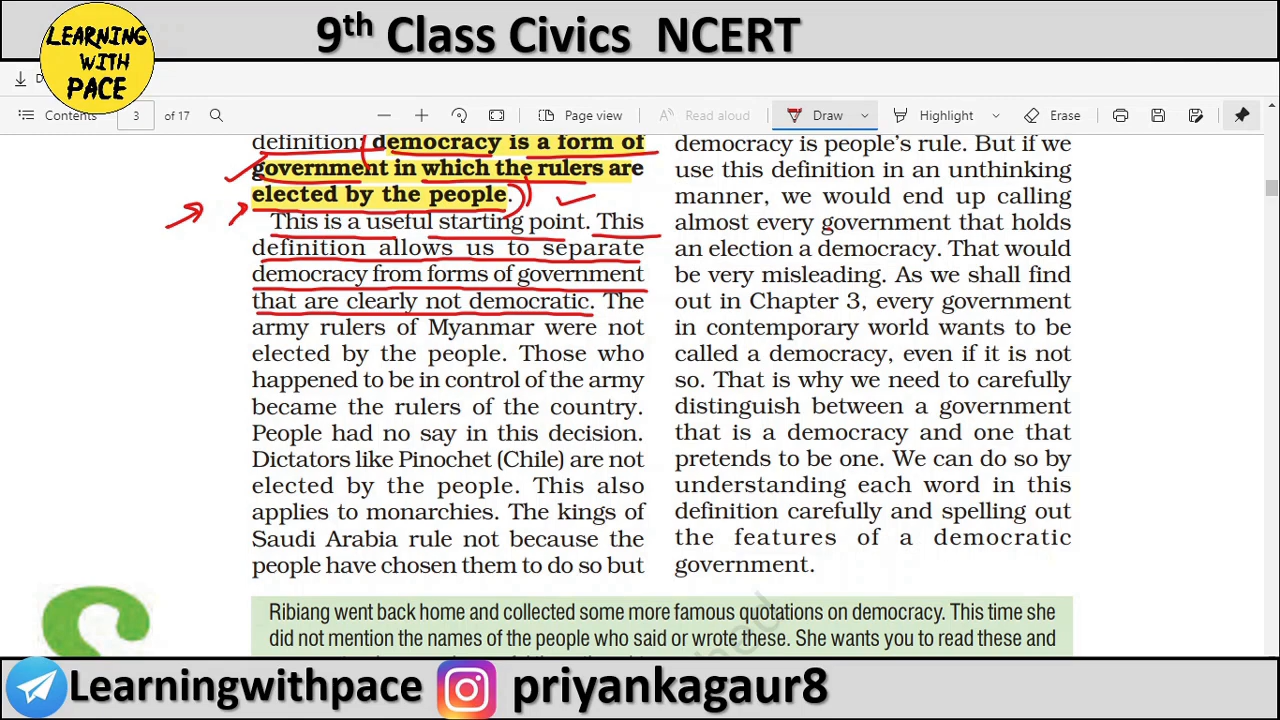 LEARNING
WITH
PACE
9th Class Civics NCERT
Contents
3
of 17
Page view
Read aloud
Draw
Highlight
Erase
definition: democracy is a form of
government in which the rulers are
elected by the people.
This is a useful starting point. This
definition allows us to separate
democracy from forms of government
that are clearly not democratic. The
army rulers of Myanmar were not
elected by the people. Those who
happened to be in control of the army
became the rulers of the country.
People had no say in this decision.
Dictators like Pinochet (Chile) are not
elected by the people. This also
applies to monarchies. The kings of
Saudi Arabia rule not because the
people have chosen them to do so but
democracy is people's rule. But if we
use this definition in an unthinking
manner, we would end up calling
almost every government that holds
an election a democracy. That would
be very misleading. As we shall find
out in Chapter 3, every government
in contemporary world wants to be
called a democracy, even if it is not
so. That is why we need to carefully
distinguish between a government
that is a democracy and one that
pretends to be one. We can do so by
understanding each word in this
definition carefully and spelling out
the features of a democratic
government.
Ribiang went back home and collected some more famous quotations on democracy. This time she
did not mention the names of the people who said or wrote these. She wants you to read these and
Learningwithpace
priyankagaur8